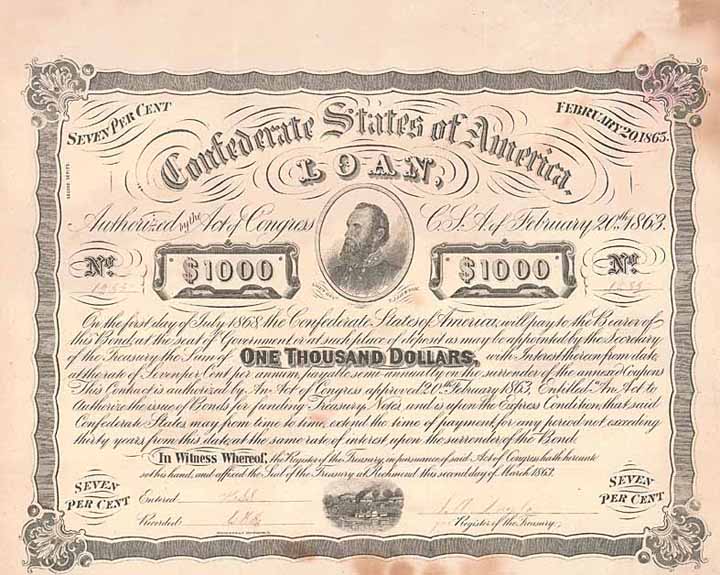 SEVEN PER CENT
FEBRUARY 20, 1863.
Confederate States of America.
LOAN,
SECOND SERIES.
Authorized by the Act of Congress C.S.A. of February 20th 1863.
No. $1000 $1000 No.
On the first day of July 1868, the Confederate States of America, will pay to the Bearer of
this Bond, at the seat of Government or at such place of deposit as may be appointed by the Secretary
of the Treasury, the Sum of ONE THOUSAND DOLLARS, with Interest thereon from date,
at the rate of Seven per Cent per annum, payable semi annually on the surrender of the annexed Coupons
This Contract is authorized by An Act of Congress approved 20th February 1863, Entitled "An Act to
Authorize the issue of Bonds for funding Treasury Notes, and is upon the Express Condition, that said
Confederate States may from time to time, extend the time of payment for any period not exceeding
thirty years from this date at the same rate of interest upon the surrender of the Bond.
In Witness Whereof, the Register of the Treasury, in pursuance of said Act of Congress hath hereunto
set his hand, and affixed the Seal of the Treasury at Richmond this second day of March 1863.
SEVEN PER CENT
Entered
Recorded
Register of the Treasury.
SEVEN PER CENT